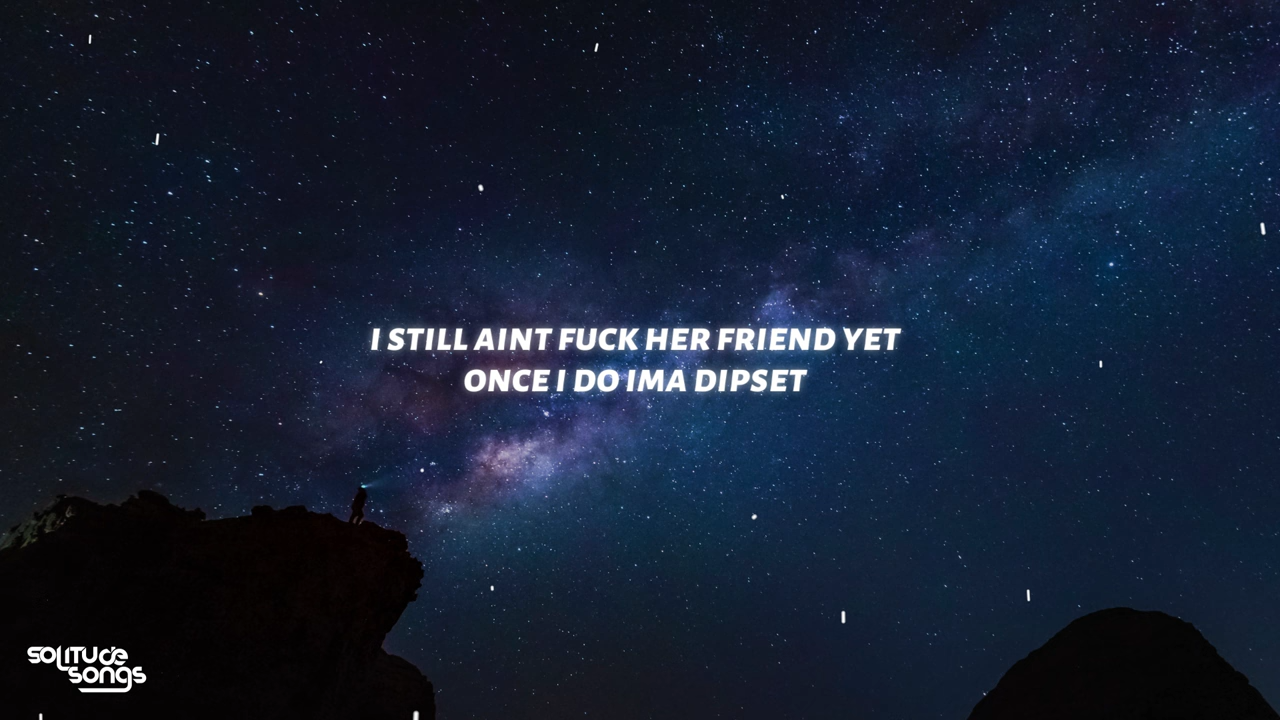 I STILL AINT FUCK HER FRIEND YET
ONCE I DO IMA DIPSET
SOLITUDE
SONGS